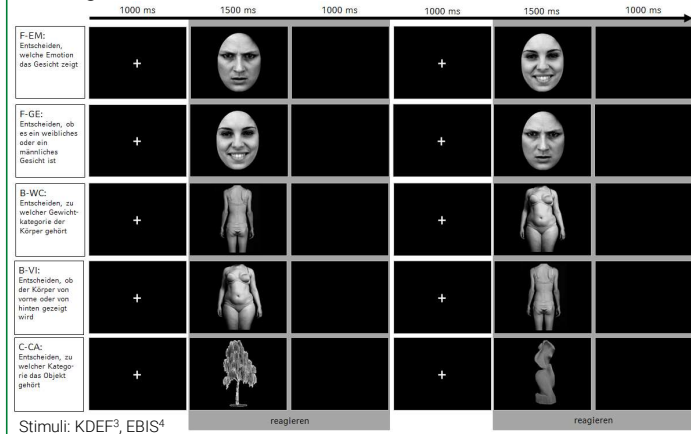 1000 ms 1500 ms 1000 ms 1000 ms 1500 ms 1000 ms
F-EM:
Entscheiden,
welche Emotion
das Gesicht zeigt
F-GE:
Entscheiden, ob
es ein weibliches
oder ein
männliches
Gesicht ist
B-WC:
Entscheiden, zu
welcher Gewicht-
kategorie der
Körper gehört
B-VI:
Entscheiden, ob
der Körper von
vorne oder von
hinten gezeigt
wird
C-CA:
Entscheiden, zu
welcher Katego-
rie das Objekt
gehört
reagieren reagieren
Stimuli: KDEF³, EBIS⁴